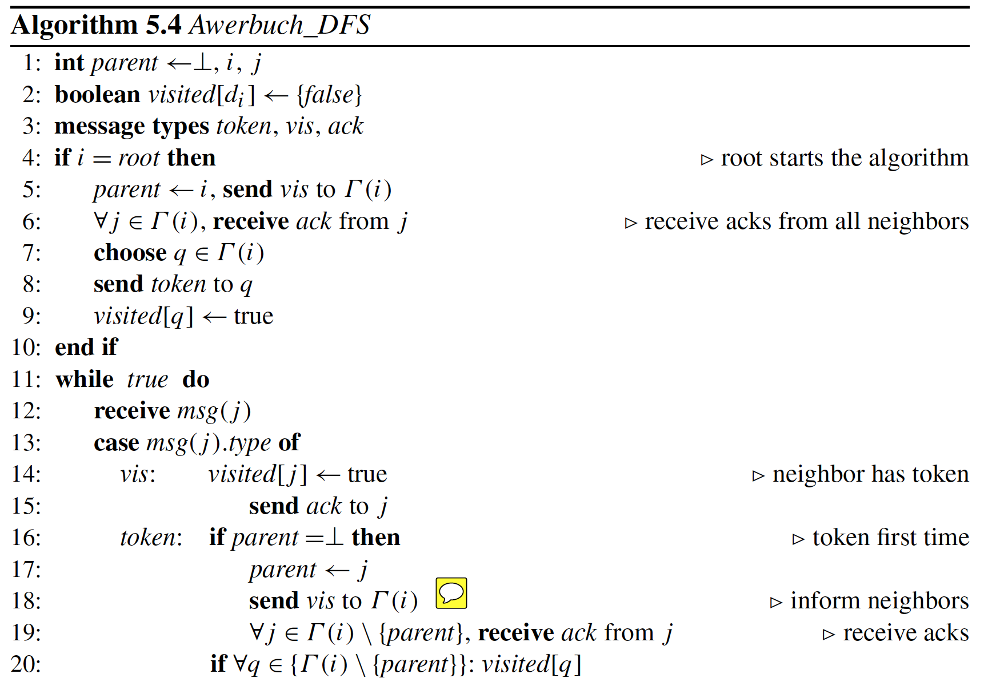 Algorithm 5.4 Awerbuch_DFS
1: int parent ←⊥, i, j
2: boolean visited[dᵢ] ← {false}
3: message types token, vis, ack
4: if i = root then ▷ root starts the algorithm
5: parent ← i, send vis to Γ(i)
6: ∀j ∈ Γ(i), receive ack from j ▷ receive acks from all neighbors
7: choose q ∈ Γ(i)
8: send token to q
9: visited[q] ← true
10: end if
11: while true do
12: receive msg(j)
13: case msg(j).type of
14: vis: visited[j] ← true ▷ neighbor has token
15: send ack to j
16: token: if parent =⊥ then ▷ token first time
17: parent ← j
18: send vis to Γ(i) ▷ inform neighbors
19: ∀j ∈ Γ(i) \ {parent}, receive ack from j ▷ receive acks
20: if ∀q ∈ {Γ(i) \ {parent}}: visited[q]